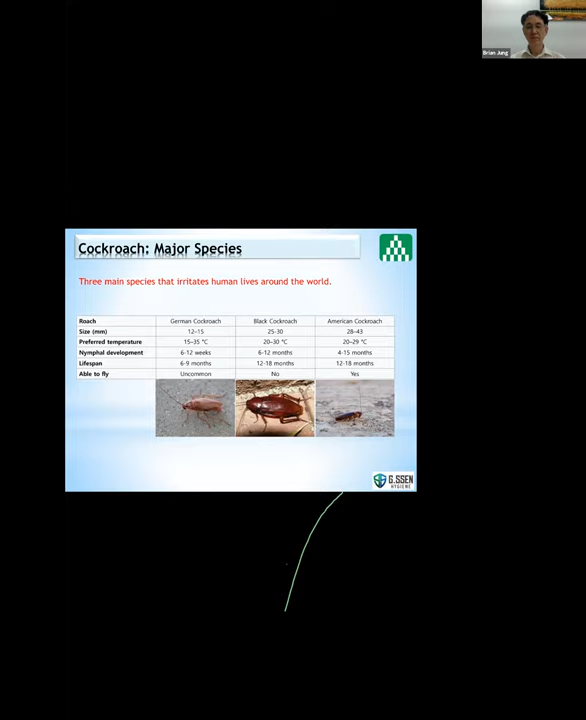 Brian Jung
Cockroach: Major Species
Three main species that irritates human lives around the world.
Roach German Cockroach Black Cockroach American Cockroach
Size (mm) 12–15 25-30 28-43
Preferred temperature 15–35 °C 20–30 °C 20–29 °C
Nymphal development 6-12 weeks 6-12 months 4-15 months
Lifespan 6-9 months 12-18 months 12-18 months
Able to fly Uncommon No Yes
G.SSEN
HYGIENE